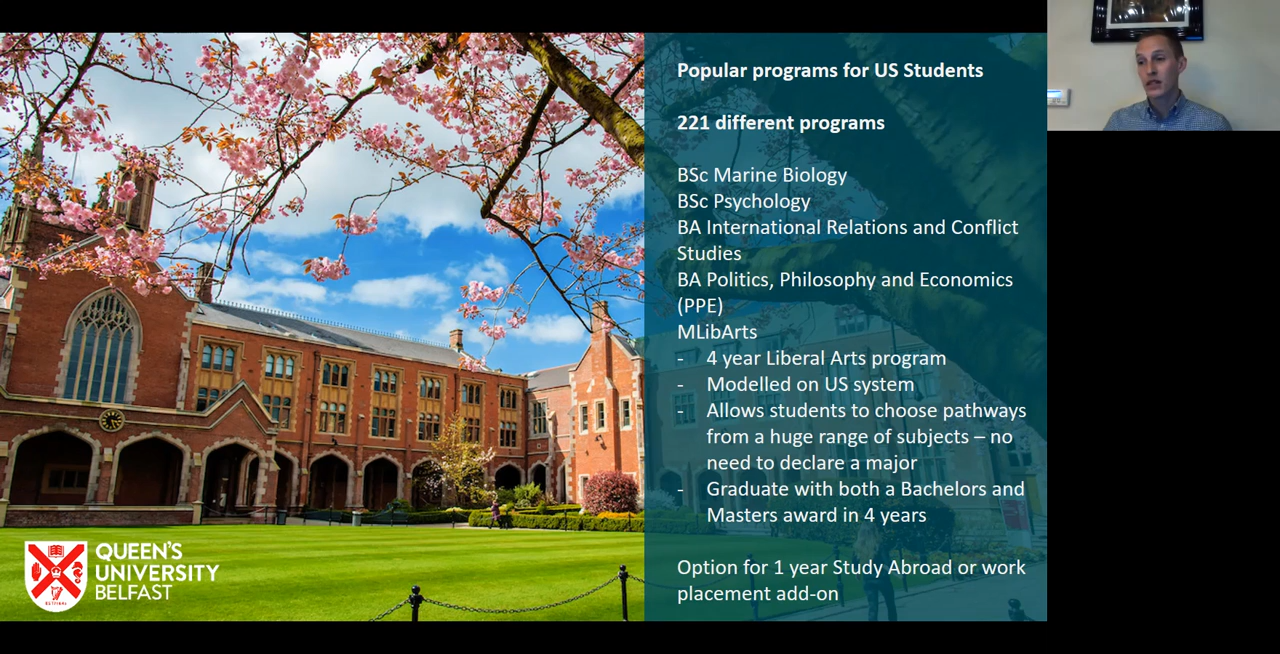 Popular programs for US Students
221 different programs
BSc Marine Biology
BSc Psychology
BA International Relations and Conflict
Studies
BA Politics, Philosophy and Economics
(PPE)
MLibArts
- 4 year Liberal Arts program
- Modelled on US system
- Allows students to choose pathways
from a huge range of subjects – no
need to declare a major
- Graduate with both a Bachelors and
Masters award in 4 years
Option for 1 year Study Abroad or work
placement add-on
QUEEN'S
UNIVERSITY
BELFAST